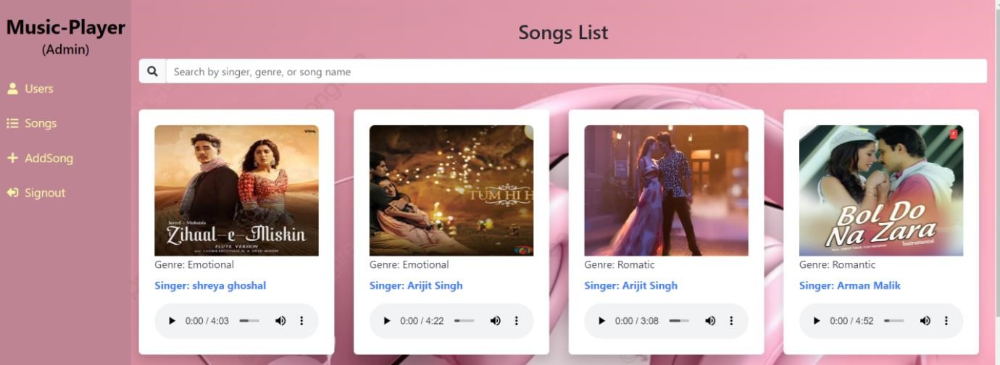 Music-Player
(Admin)
Users
Songs
AddSong
Signout
Songs List
Search by singer, genre, or song name
Zihaal-e-Miskin
FLUTE VERSION
Genre: Emotional
Singer: shreya ghoshal
0:00 / 4:03
TUM HI H
Genre: Emotional
Singer: Arijit Singh
0:00 / 4:22
Genre: Romatic
Singer: Arijit Singh
0:00 / 3:08
Bol Do
Na Zara
Instrumental
Genre: Romantic
Singer: Arman Malik
0:00 / 4:52